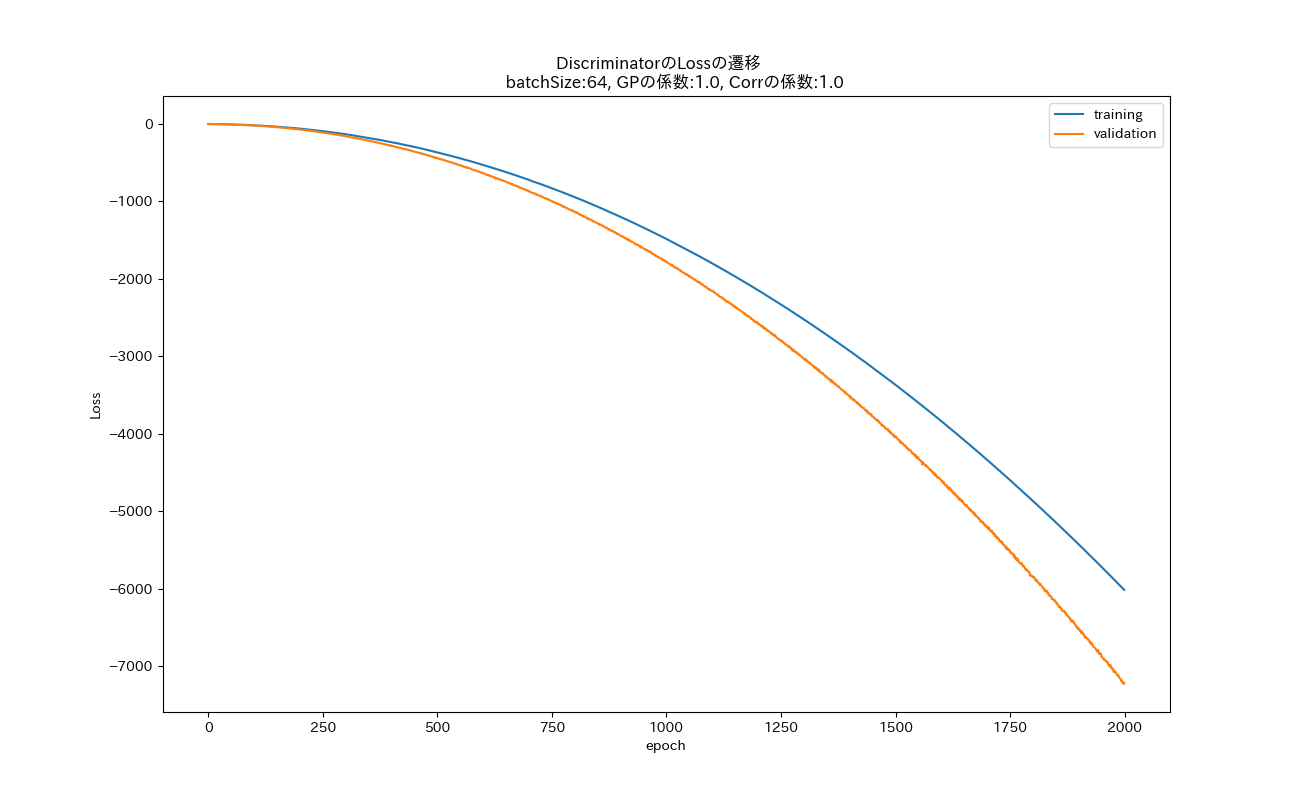 DiscriminatorのLossの遷移
batchSize:64, GPの係数:1.0, Corrの係数:1.0
training
validation
0
−1000
−2000
−3000
−4000
−5000
−6000
−7000
Loss
0 250 500 750 1000 1250 1500 1750 2000
epoch